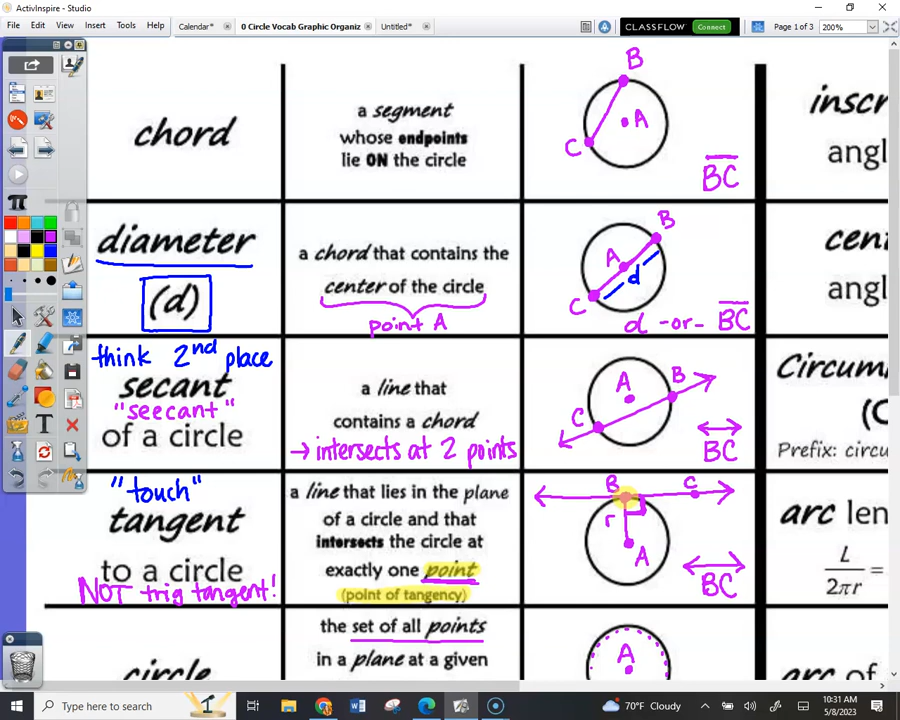 ActivInspire - Studio
File Edit View Insert Tools Help
Calendar* 0 Circle Vocab Graphic Organiz Untitled*
CLASSFLOW Connect
Page 1 of 3 200%
chord
a segment
whose endpoints
lie ON the circle
B
A
C
BC
inscr
angl
diameter
(d)
a chord that contains the
center of the circle
point A
B
A
d
C
d -or- BC
cent
angl
think 2nd place
secant
"seecant"
of a circle
a line that
contains a chord
→ intersects at 2 points
A
B
C
BC
Circum
(C
Prefix: circu
"touch"
tangent
to a circle
NOT trig tangent!
a line that lies in the plane
of a circle and that
intersects the circle at
exactly one point
(point of tangency)
B
C
r
A
BC
arc len
L
2πr =
circle
the set of all points
in a plane at a given
A
arc of
Type here to search
70°F Cloudy
10:31 AM
5/8/2023